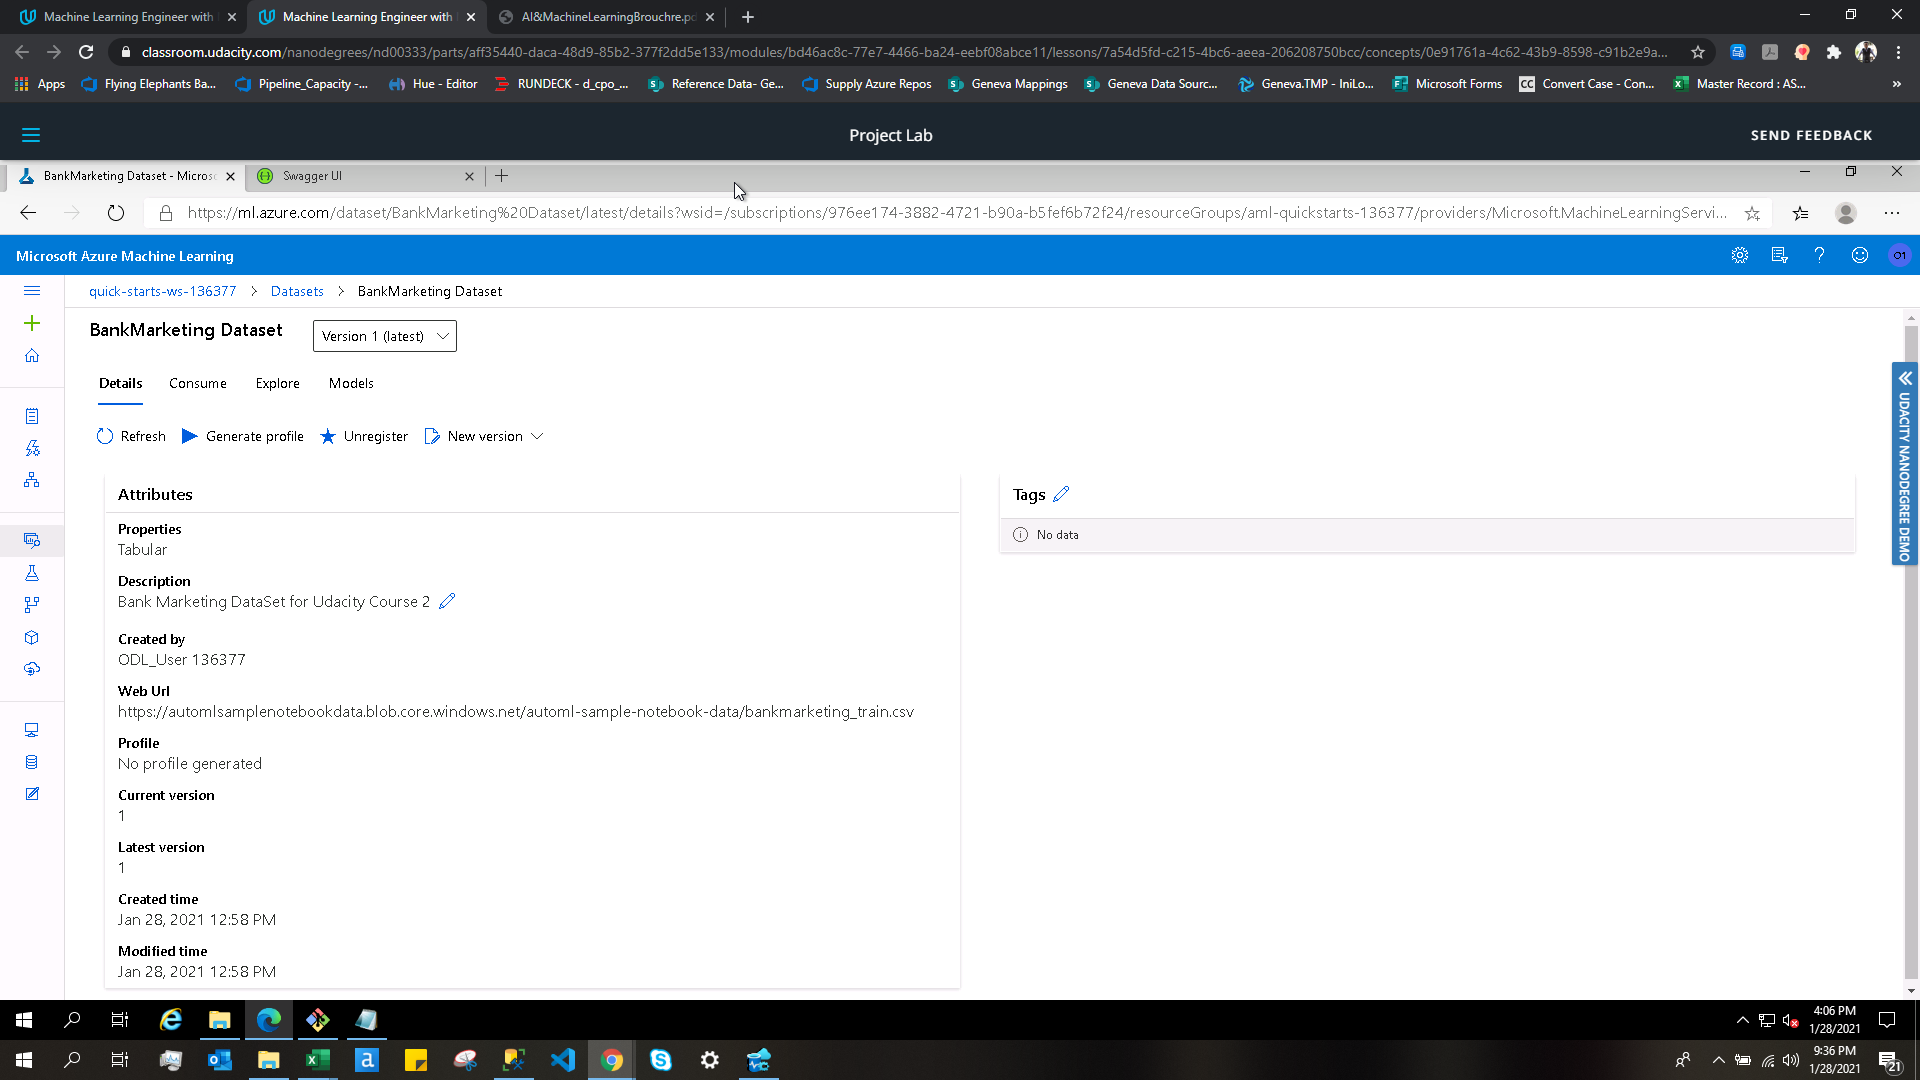 Machine Learning Engineer with
Machine Learning Engineer with
AI&MachineLearningBrouchre.pd
classroom.udacity.com/nanodegrees/nd00333/parts/aff35440-daca-48d9-85b2-377f2dd5e133/modules/bd46ac8c-77e7-4466-ba24-eebf08abce11/lessons/7a54d5fd-c215-4bc6-aeea-206208750bcc/concepts/0e91761a-4c62-43b9-8598-c91b2e9a...
Apps
Flying Elephants Ba...
Pipeline_Capacity -...
Hue - Editor
RUNDECK - d_cpo_...
Reference Data- Ge...
Supply Azure Repos
Geneva Mappings
Geneva Data Sourc...
Geneva.TMP - IniLo...
Microsoft Forms
CC Convert Case - Con...
Master Record : AS...
»
Project Lab
SEND FEEDBACK
BankMarketing Dataset - Micros
Swagger UI
https://ml.azure.com/dataset/BankMarketing%20Dataset/latest/details?wsid=/subscriptions/976ee174-3882-4721-b90a-b5fef6b72f24/resourceGroups/aml-quickstarts-136377/providers/Microsoft.MachineLearningServi...
Microsoft Azure Machine Learning
O1
quick-starts-ws-136377 > Datasets > BankMarketing Dataset
BankMarketing Dataset
Version 1 (latest)
Details
Consume
Explore
Models
Refresh
Generate profile
Unregister
New version
Attributes
Properties
Tabular
Description
Bank Marketing DataSet for Udacity Course 2
Created by
ODL_User 136377
Web Url
https://automlsamplenotebookdata.blob.core.windows.net/automl-sample-notebook-data/bankmarketing_train.csv
Profile
No profile generated
Current version
1
Latest version
1
Created time
Jan 28, 2021 12:58 PM
Modified time
Jan 28, 2021 12:58 PM
Tags
No data
UDACITY NANODEGREE DEMO
4:06 PM
1/28/2021
9:36 PM
1/28/2021
21